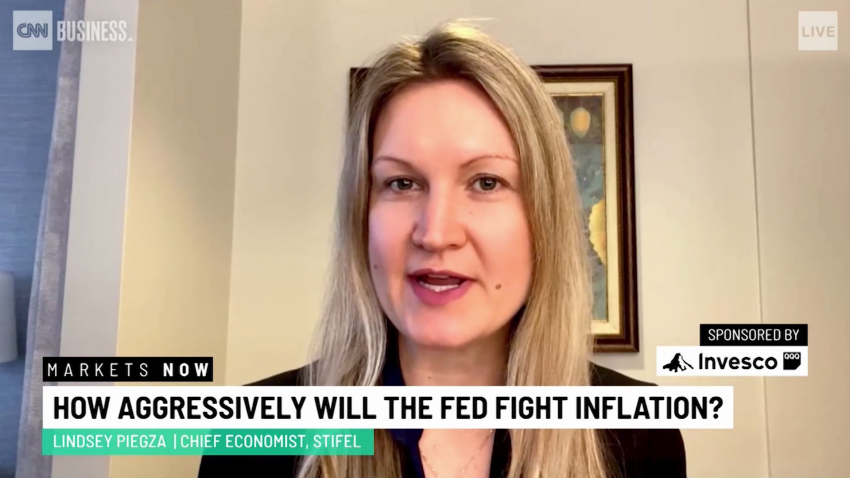 CNN BUSINESS.
LIVE
SPONSORED BY
Invesco QQQ
MARKETS NOW
HOW AGGRESSIVELY WILL THE FED FIGHT INFLATION?
LINDSEY PIEGZA | CHIEF ECONOMIST, STIFEL